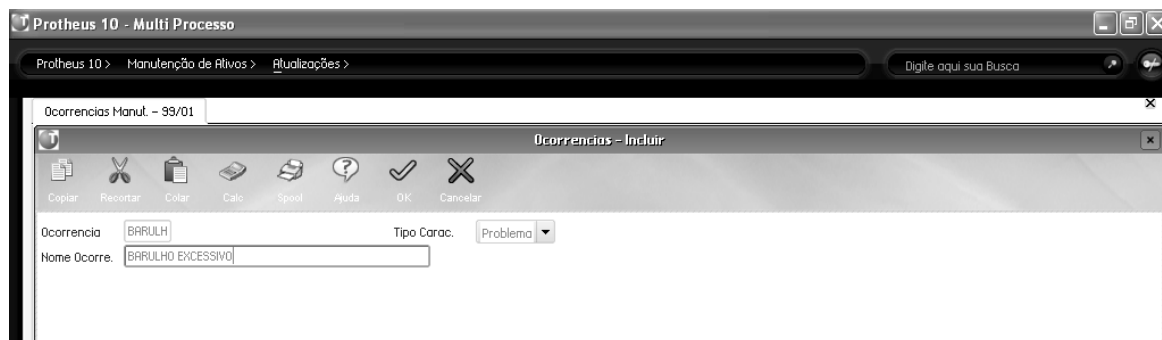 Protheus 10 - Multi Processo
Protheus 10 > Manutenção de Ativos > Atualizações >
Digite aqui sua Busca
Ocorrencias Manut. - 99/01
Ocorrencias - Incluir
Copiar Recortar Colar Calc Spool Ajuda OK Cancelar
Ocorrencia BARULH Tipo Carac. Problema
Nome Ocorre. BARULHO EXCESSIVO